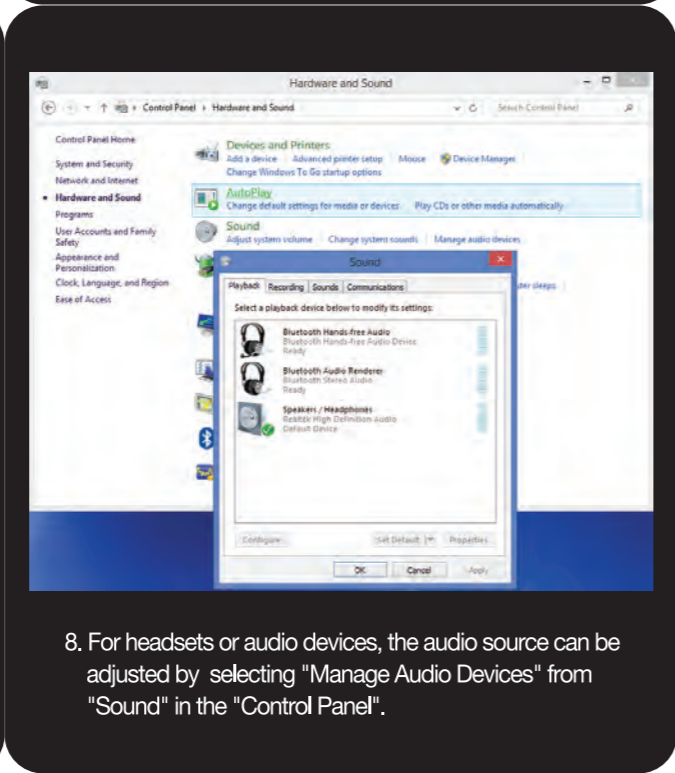 Hardware and Sound
Control Panel › Hardware and Sound
Search Control Panel
Control Panel Home
System and Security
Network and Internet
Hardware and Sound
Programs
User Accounts and Family
Safety
Appearance and
Personalization
Clock, Language, and Region
Ease of Access
Devices and Printers
Add a device Advanced printer setup Mouse Device Manager
Change Windows To Go startup options
AutoPlay
Change default settings for media or devices Play CDs or other media automatically
Sound
Adjust system volume Change system sounds Manage audio devices
sleeps
Sound
Playback Recording Sounds Communications
Select a playback device below to modify its settings:
Bluetooth Hands-free Audio
Bluetooth Hands-free Audio Device
Ready
Bluetooth Audio Renderer
Bluetooth Stereo Audio
Ready
Speakers / Headphones
Realtek High Definition Audio
Default Device
Configure Set Default Properties
OK Cancel Apply
8. For headsets or audio devices, the audio source can be
adjusted by selecting "Manage Audio Devices" from
"Sound" in the "Control Panel".